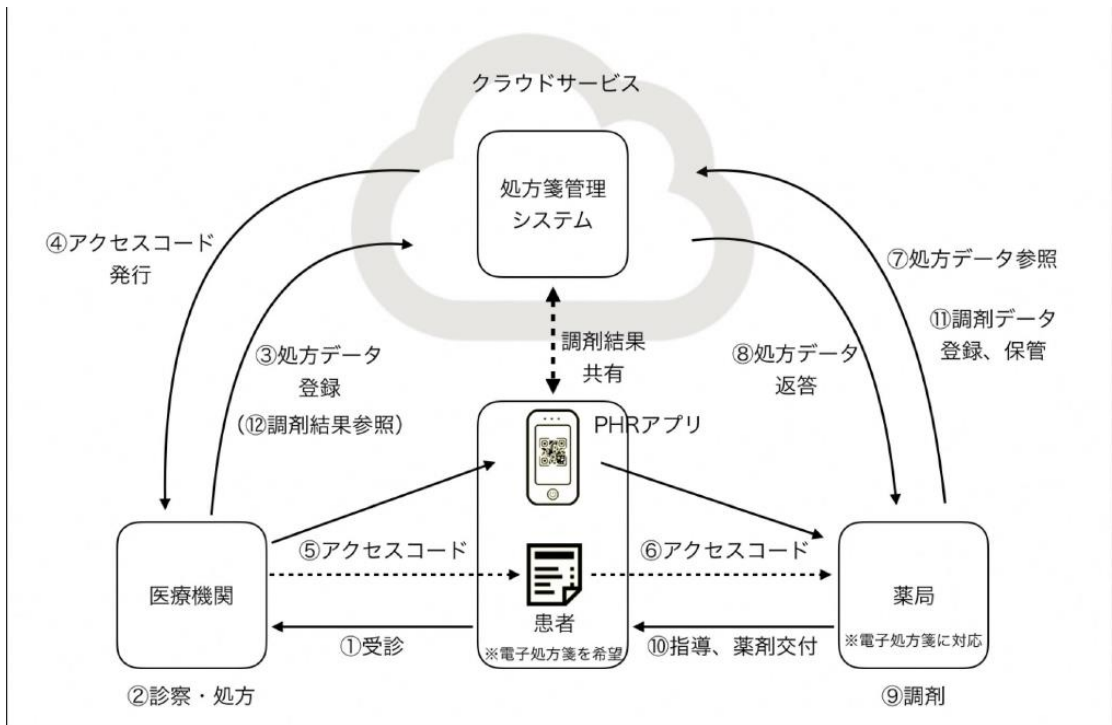 クラウドサービス
処方箋管理
システム
④アクセスコード
発行
③処方データ
登録
（⑫調剤結果参照）
調剤結果
共有
⑦処方データ参照
⑪調剤データ
登録、保管
⑧処方データ
返答
PHRアプリ
⑤アクセスコード
⑥アクセスコード
医療機関
患者
※電子処方箋を希望
薬局
※電子処方箋に対応
①受診
⑩指導、薬剤交付
②診察・処方
⑨調剤